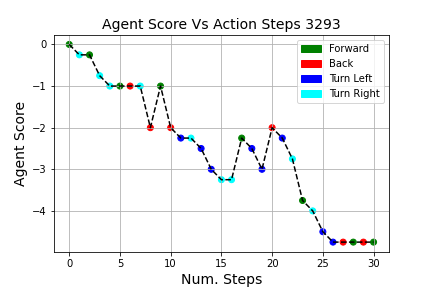 Agent Score Vs Action Steps 3293
Agent Score
0
−1
−2
−3
−4
Forward
Back
Turn Left
Turn Right
0 5 10 15 20 25 30
Num. Steps